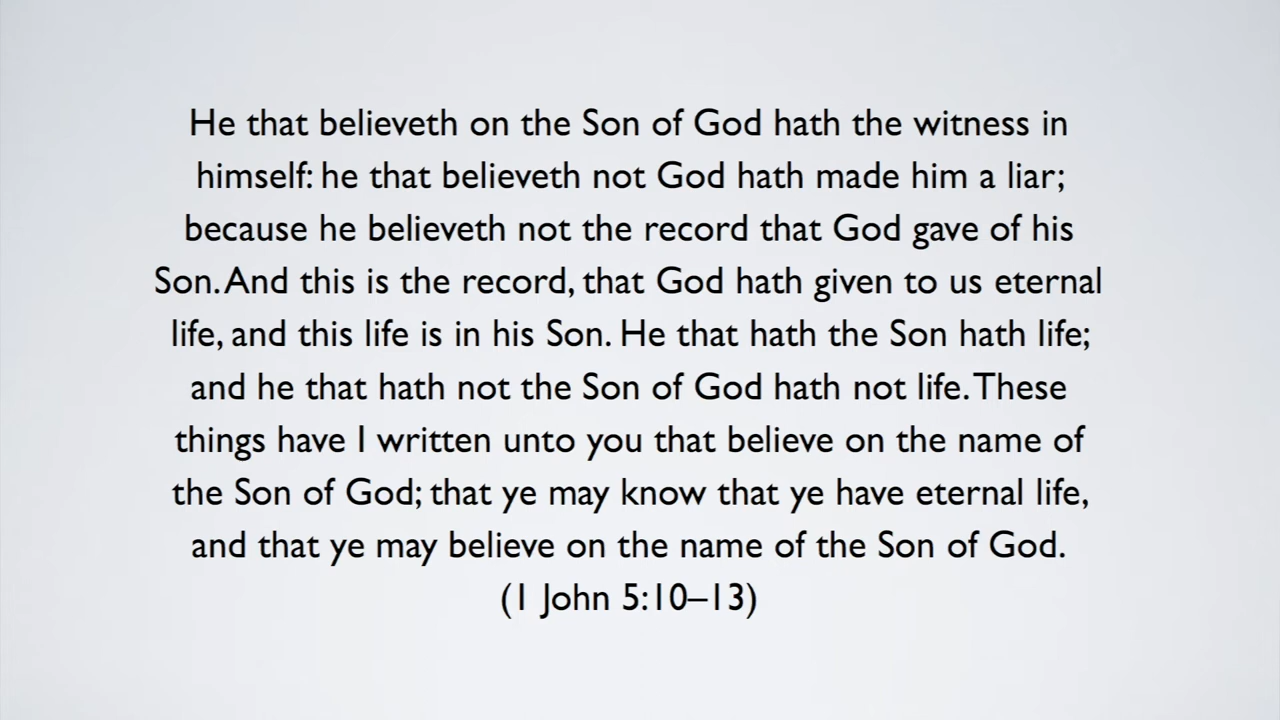 He that believeth on the Son of God hath the witness in
himself: he that believeth not God hath made him a liar;
because he believeth not the record that God gave of his
Son. And this is the record, that God hath given to us eternal
life, and this life is in his Son. He that hath the Son hath life;
and he that hath not the Son of God hath not life. These
things have I written unto you that believe on the name of
the Son of God; that ye may know that ye have eternal life,
and that ye may believe on the name of the Son of God.
(1 John 5:10–13)